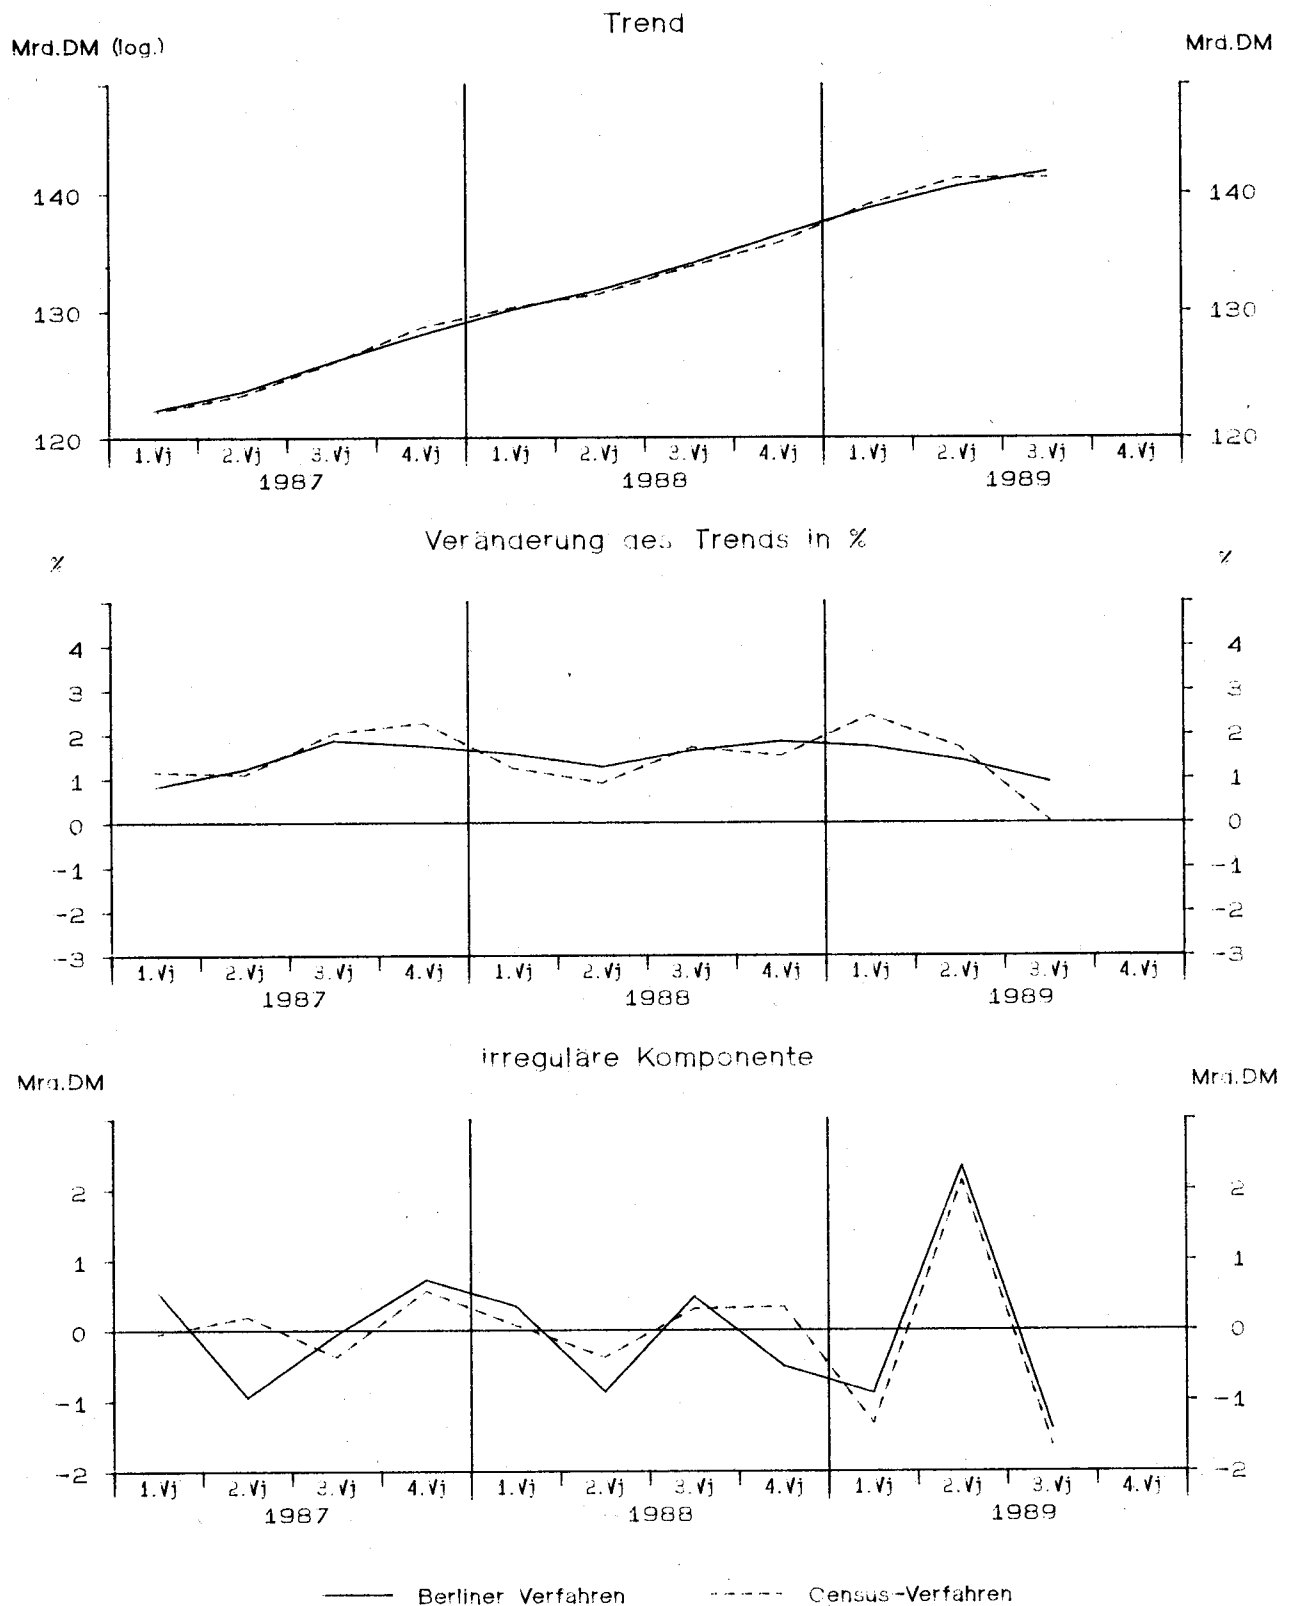 Trend
Mrd.DM (log.) Mrd.DM
140 140
130 130
120 120
1.Vj 2.Vj 3.Vj 4.Vj 1.Vj 2.Vj 3.Vj 4.Vj 1.Vj 2.Vj 3.Vj 4.Vj
1987 1988 1989
Veränderung des Trends in %
% %
4 4
3 3
2 2
1 1
0 0
-1 -1
-2 -2
-3 -3
1.Vj 2.Vj 3.Vj 4.Vj 1.Vj 2.Vj 3.Vj 4.Vj 1.Vj 2.Vj 3.Vj 4.Vj
1987 1988 1989
irreguläre Komponente
Mrd.DM Mrd.DM
2 2
1 1
0 0
-1 -1
-2 -2
1.Vj 2.Vj 3.Vj 4.Vj 1.Vj 2.Vj 3.Vj 4.Vj 1.Vj 2.Vj 3.Vj 4.Vj
1987 1988 1989
Berliner Verfahren Census-Verfahren